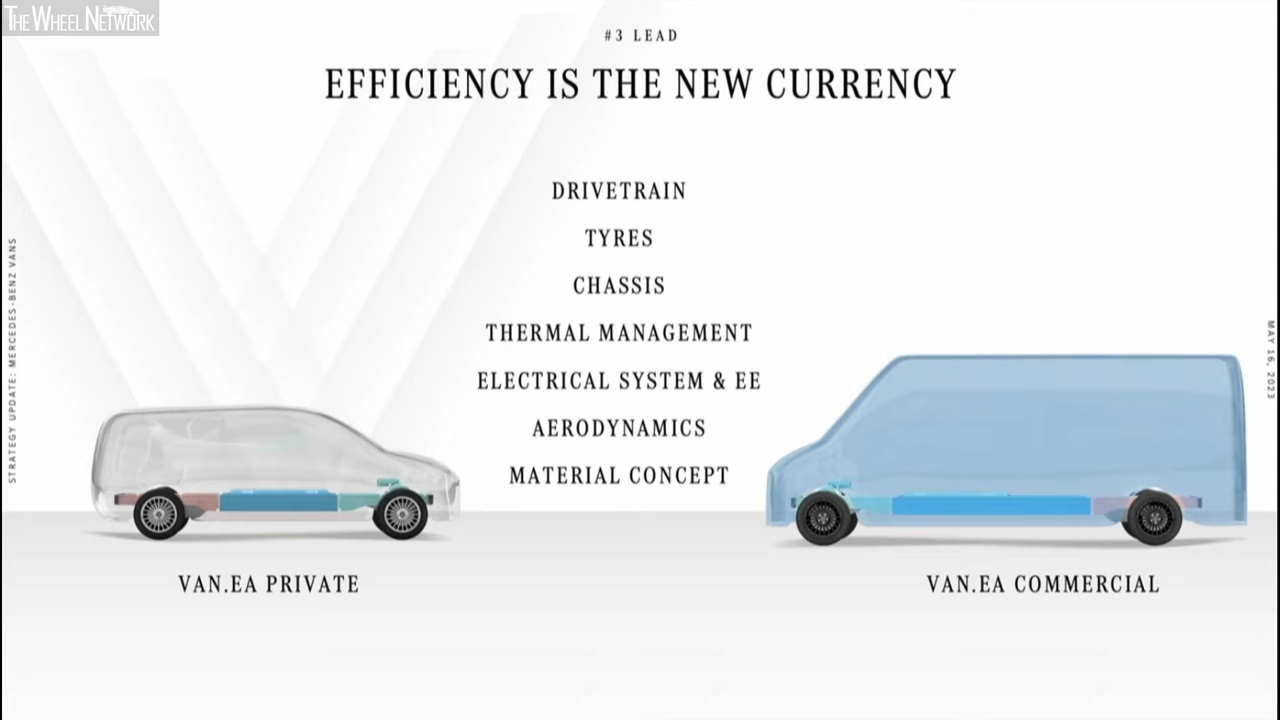 THE WHEEL NETWORK
#3 LEAD
EFFICIENCY IS THE NEW CURRENCY
DRIVETRAIN
TYRES
CHASSIS
THERMAL MANAGEMENT
ELECTRICAL SYSTEM & EE
AERODYNAMICS
MATERIAL CONCEPT
STRATEGY UPDATE: MERCEDES-BENZ VANS
MAY 16, 2023
VAN.EA PRIVATE
VAN.EA COMMERCIAL